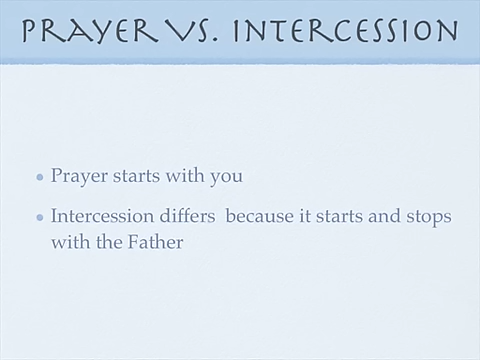 PRAYER VS. INTERCESSION
Prayer starts with you
Intercession differs because it starts and stops
with the Father